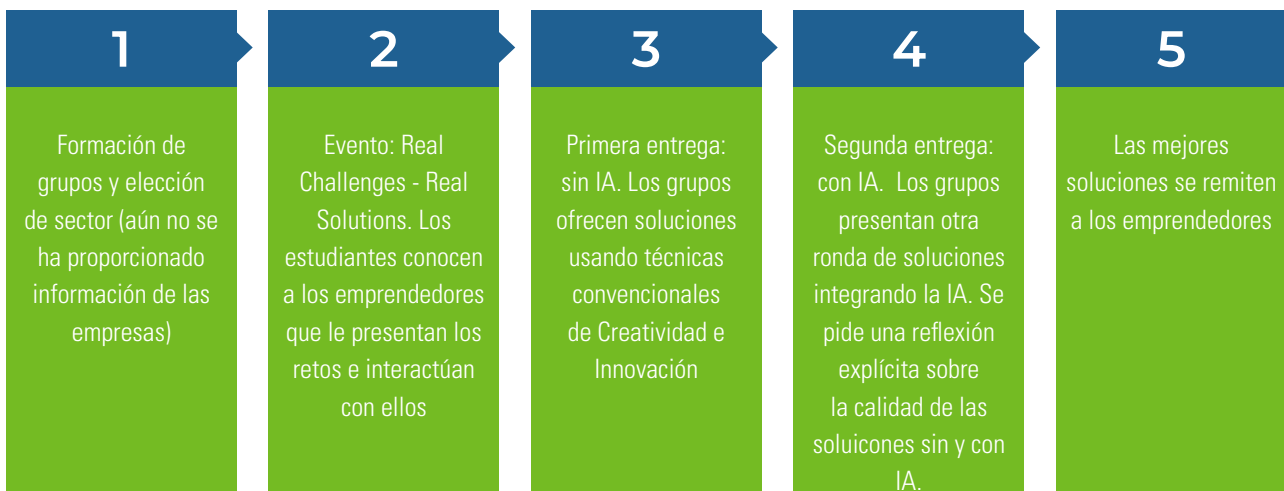 1
Formación de
grupos y elección
de sector (aún no se
ha proporcionado
información de las
empresas)
2
Evento: Real
Challenges - Real
Solutions. Los
estudiantes conocen
a los emprendedores
que le presentan los
retos e interactúan
con ellos
3
Primera entrega:
sin IA. Los grupos
ofrecen soluciones
usando técnicas
convencionales
de Creatividad e
Innovación
4
Segunda entrega:
con IA. Los grupos
presentan otra
ronda de soluciones
integrando la IA. Se
pide una reflexión
explícita sobre
la calidad de las
soluicones sin y con
IA.
5
Las mejores
soluciones se remiten
a los emprendedores